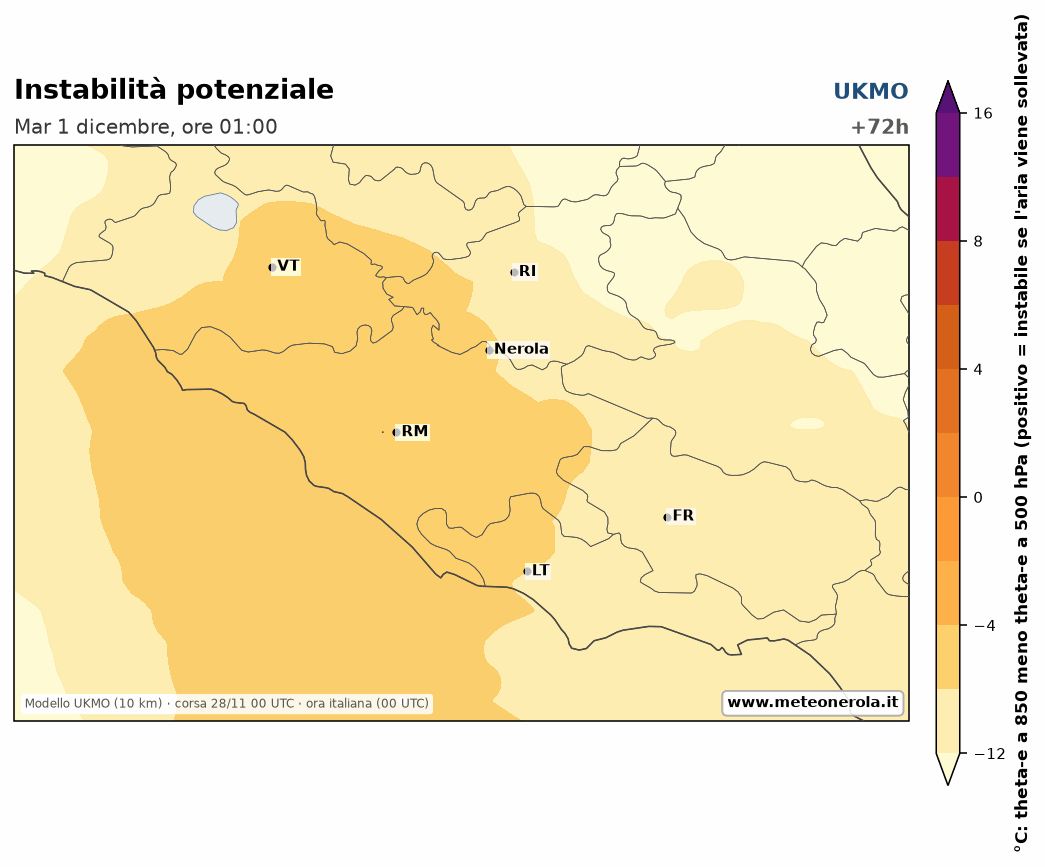 Instabilità potenziale
UKMO
Mar 1 dicembre, ore 01:00
+72h
VT
RI
Nerola
RM
FR
LT
Modello UKMO (10 km) · corsa 28/11 00 UTC · ora italiana (00 UTC)
www.meteonerola.it
16
8
4
0
−4
−12
°C: theta-e a 850 meno theta-e a 500 hPa (positivo = instabile se l'aria viene sollevata)